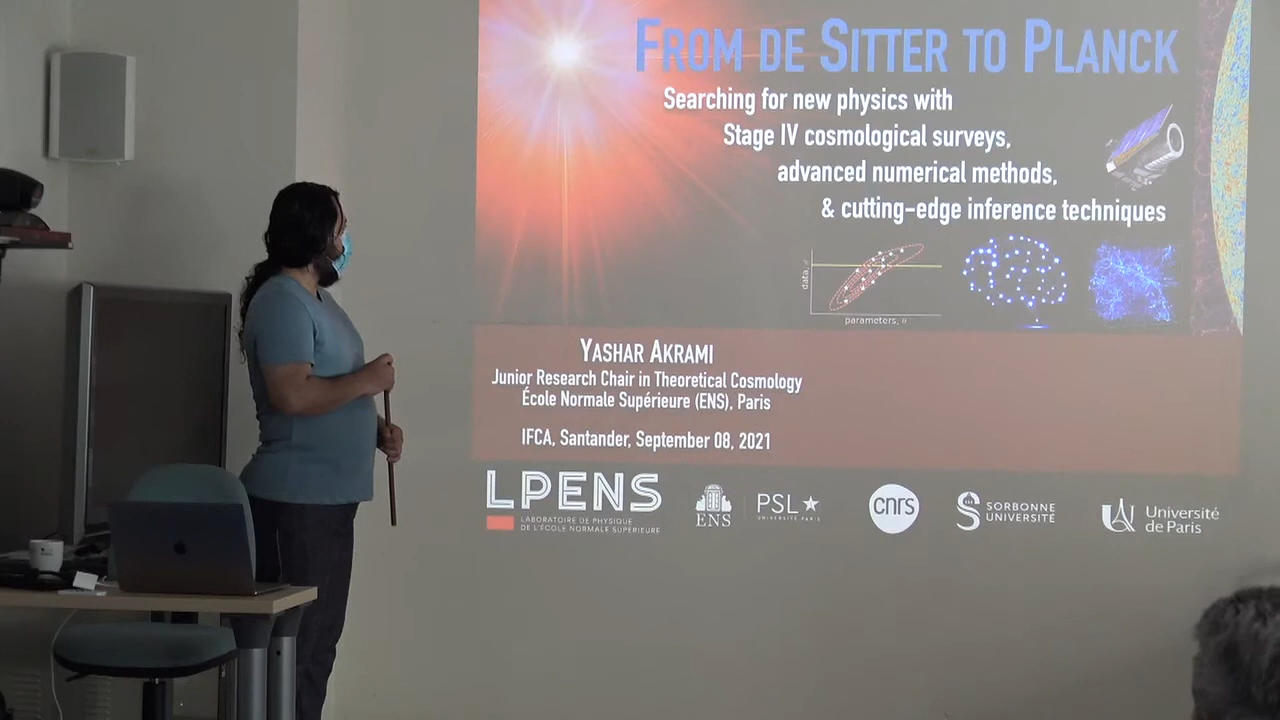 FROM DE SITTER TO PLANCK
Searching for new physics with
Stage IV cosmological surveys,
advanced numerical methods,
& cutting-edge inference techniques
data, d
parameters, θ
YASHAR AKRAMI
Junior Research Chair in Theoretical Cosmology
École Normale Supérieure (ENS), Paris
IFCA, Santander, September 08, 2021
LPENS
LABORATOIRE DE PHYSIQUE
DE L'ÉCOLE NORMALE SUPÉRIEURE
ENS
PSL
UNIVERSITÉ PARIS
cnrs
SORBONNE
UNIVERSITÉ
Université
de Paris